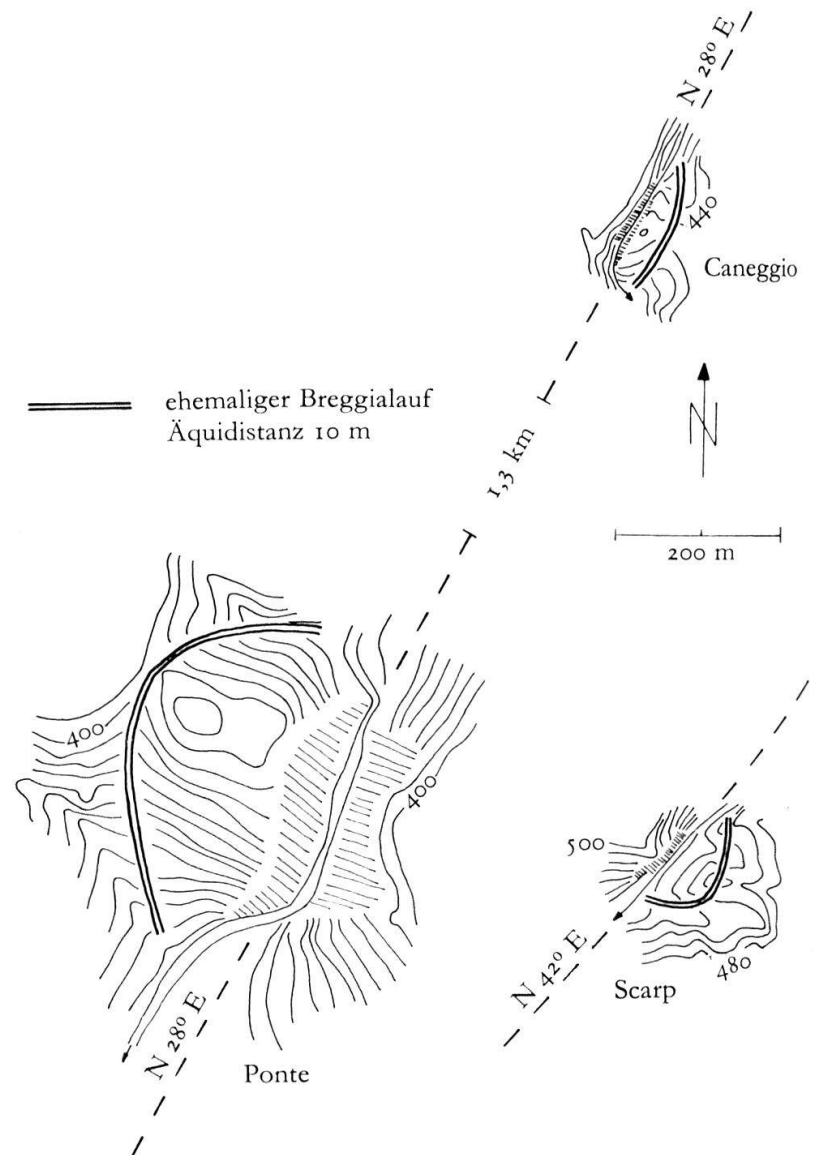 N 28° E
440
Caneggio
ehemaliger Breggialauf
Äquidistanz 10 m
1,3 km
N
200 m
400
400
500
N 42° E
480
Scarp
N 28° E
Ponte